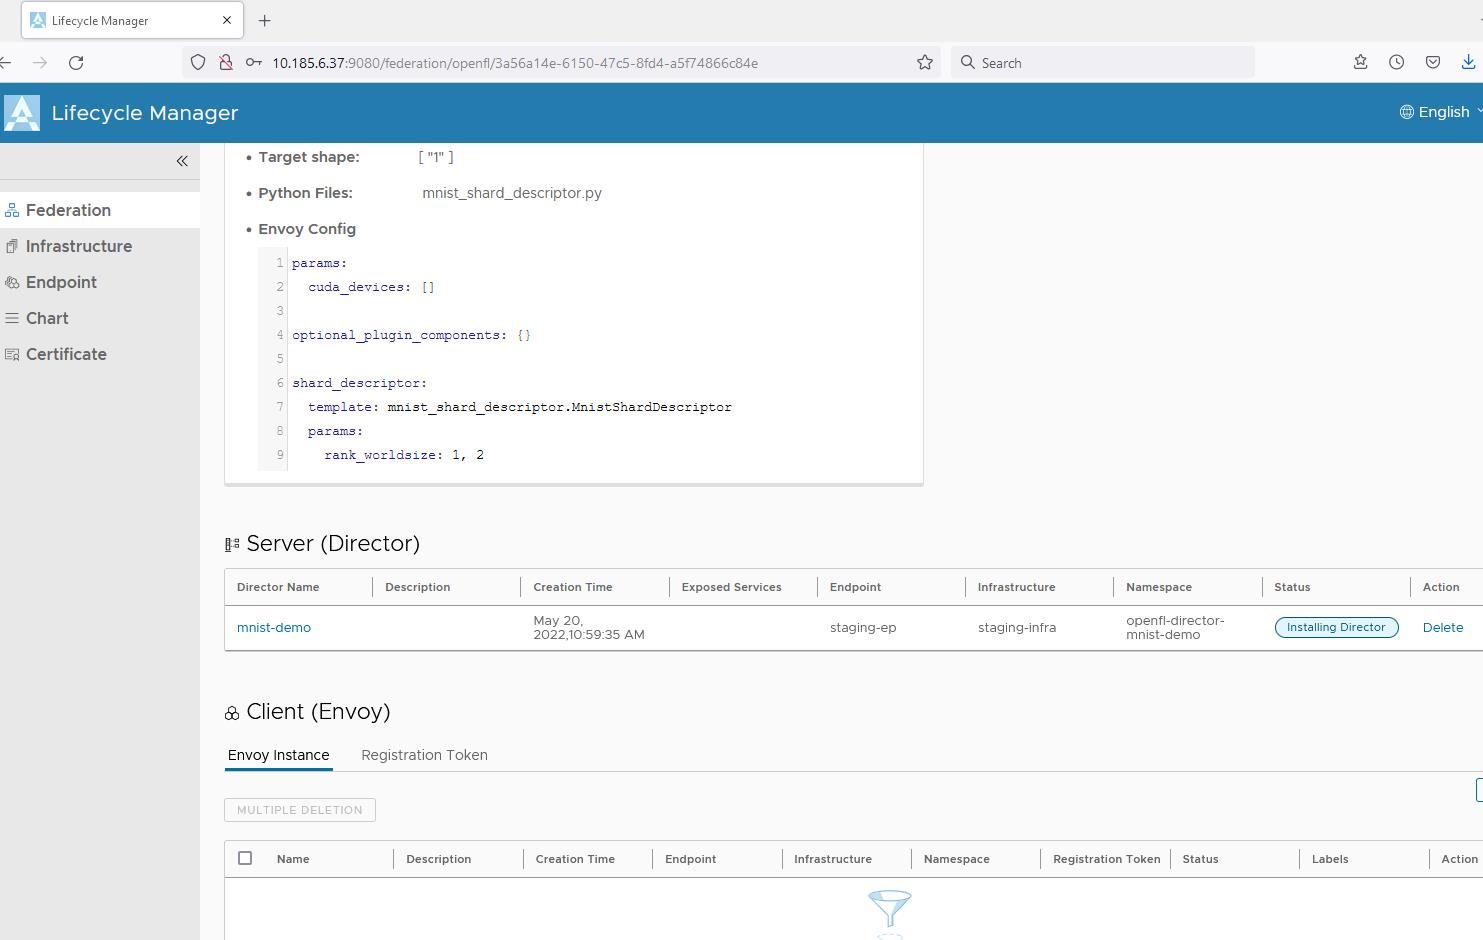 Lifecycle Manager
10.185.6.37:9080/federation/openfl/3a56a14e-6150-47c5-8fd4-a5f74866c84e
Search
Lifecycle Manager
English
Federation
Infrastructure
Endpoint
Chart
Certificate
• Target shape: [ "1" ]
• Python Files: mnist_shard_descriptor.py
• Envoy Config
1 params:
2 cuda_devices: []
3
4 optional_plugin_components: {}
5
6 shard_descriptor:
7 template: mnist_shard_descriptor.MnistShardDescriptor
8 params:
9 rank_worldsize: 1, 2
Server (Director)
Director Name Description Creation Time Exposed Services Endpoint Infrastructure Namespace Status Action
mnist-demo May 20, 2022,10:59:35 AM staging-ep staging-infra openfl-director-mnist-demo Installing Director Delete
Client (Envoy)
Envoy Instance Registration Token
MULTIPLE DELETION
Name Description Creation Time Endpoint Infrastructure Namespace Registration Token Status Labels Action